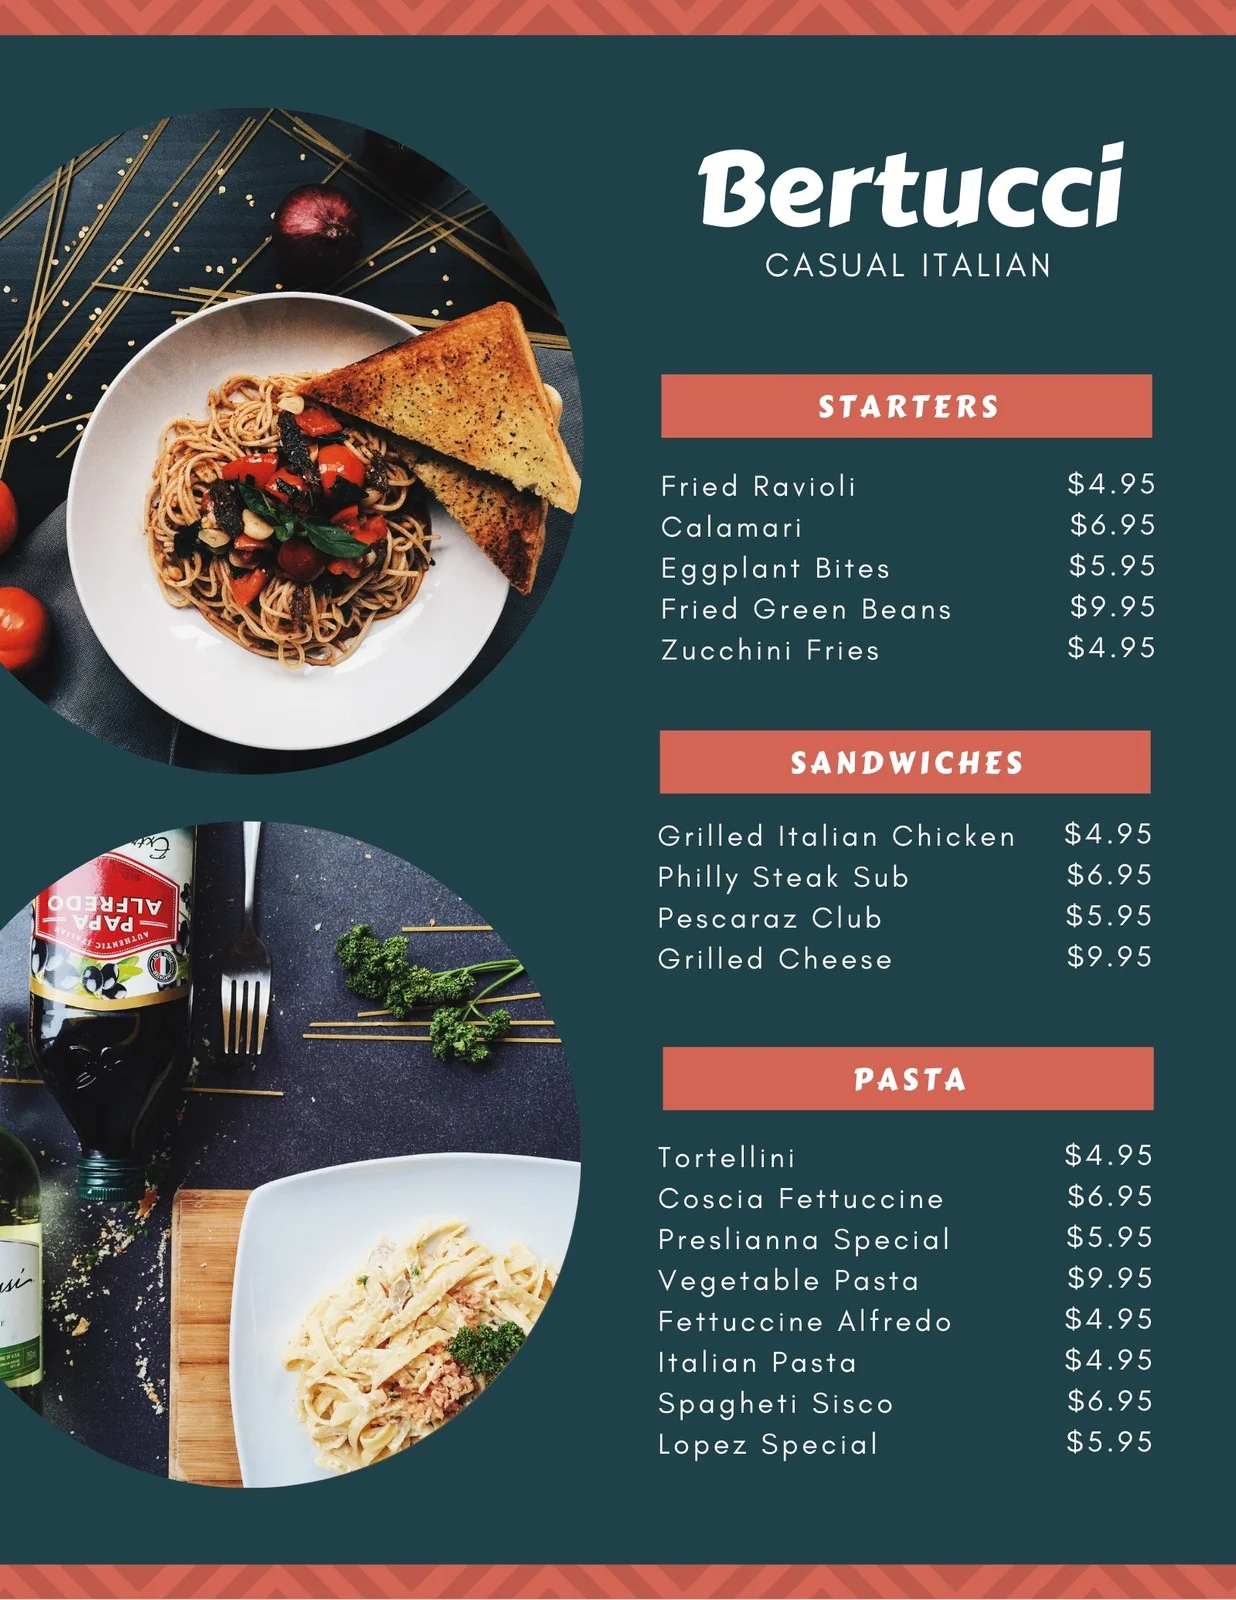 Bertucci
CASUAL ITALIAN
STARTERS
Fried Ravioli $4.95
Calamari $6.95
Eggplant Bites $5.95
Fried Green Beans $9.95
Zucchini Fries $4.95
SANDWICHES
Grilled Italian Chicken $4.95
Philly Steak Sub $6.95
Pescaraz Club $5.95
Grilled Cheese $9.95
PASTA
Tortellini $4.95
Coscia Fettuccine $6.95
Preslianna Special $5.95
Vegetable Pasta $9.95
Fettuccine Alfredo $4.95
Italian Pasta $4.95
Spagheti Sisco $6.95
Lopez Special $5.95
AUTHENTIC ITALIAN
PAPA
ALFREDO